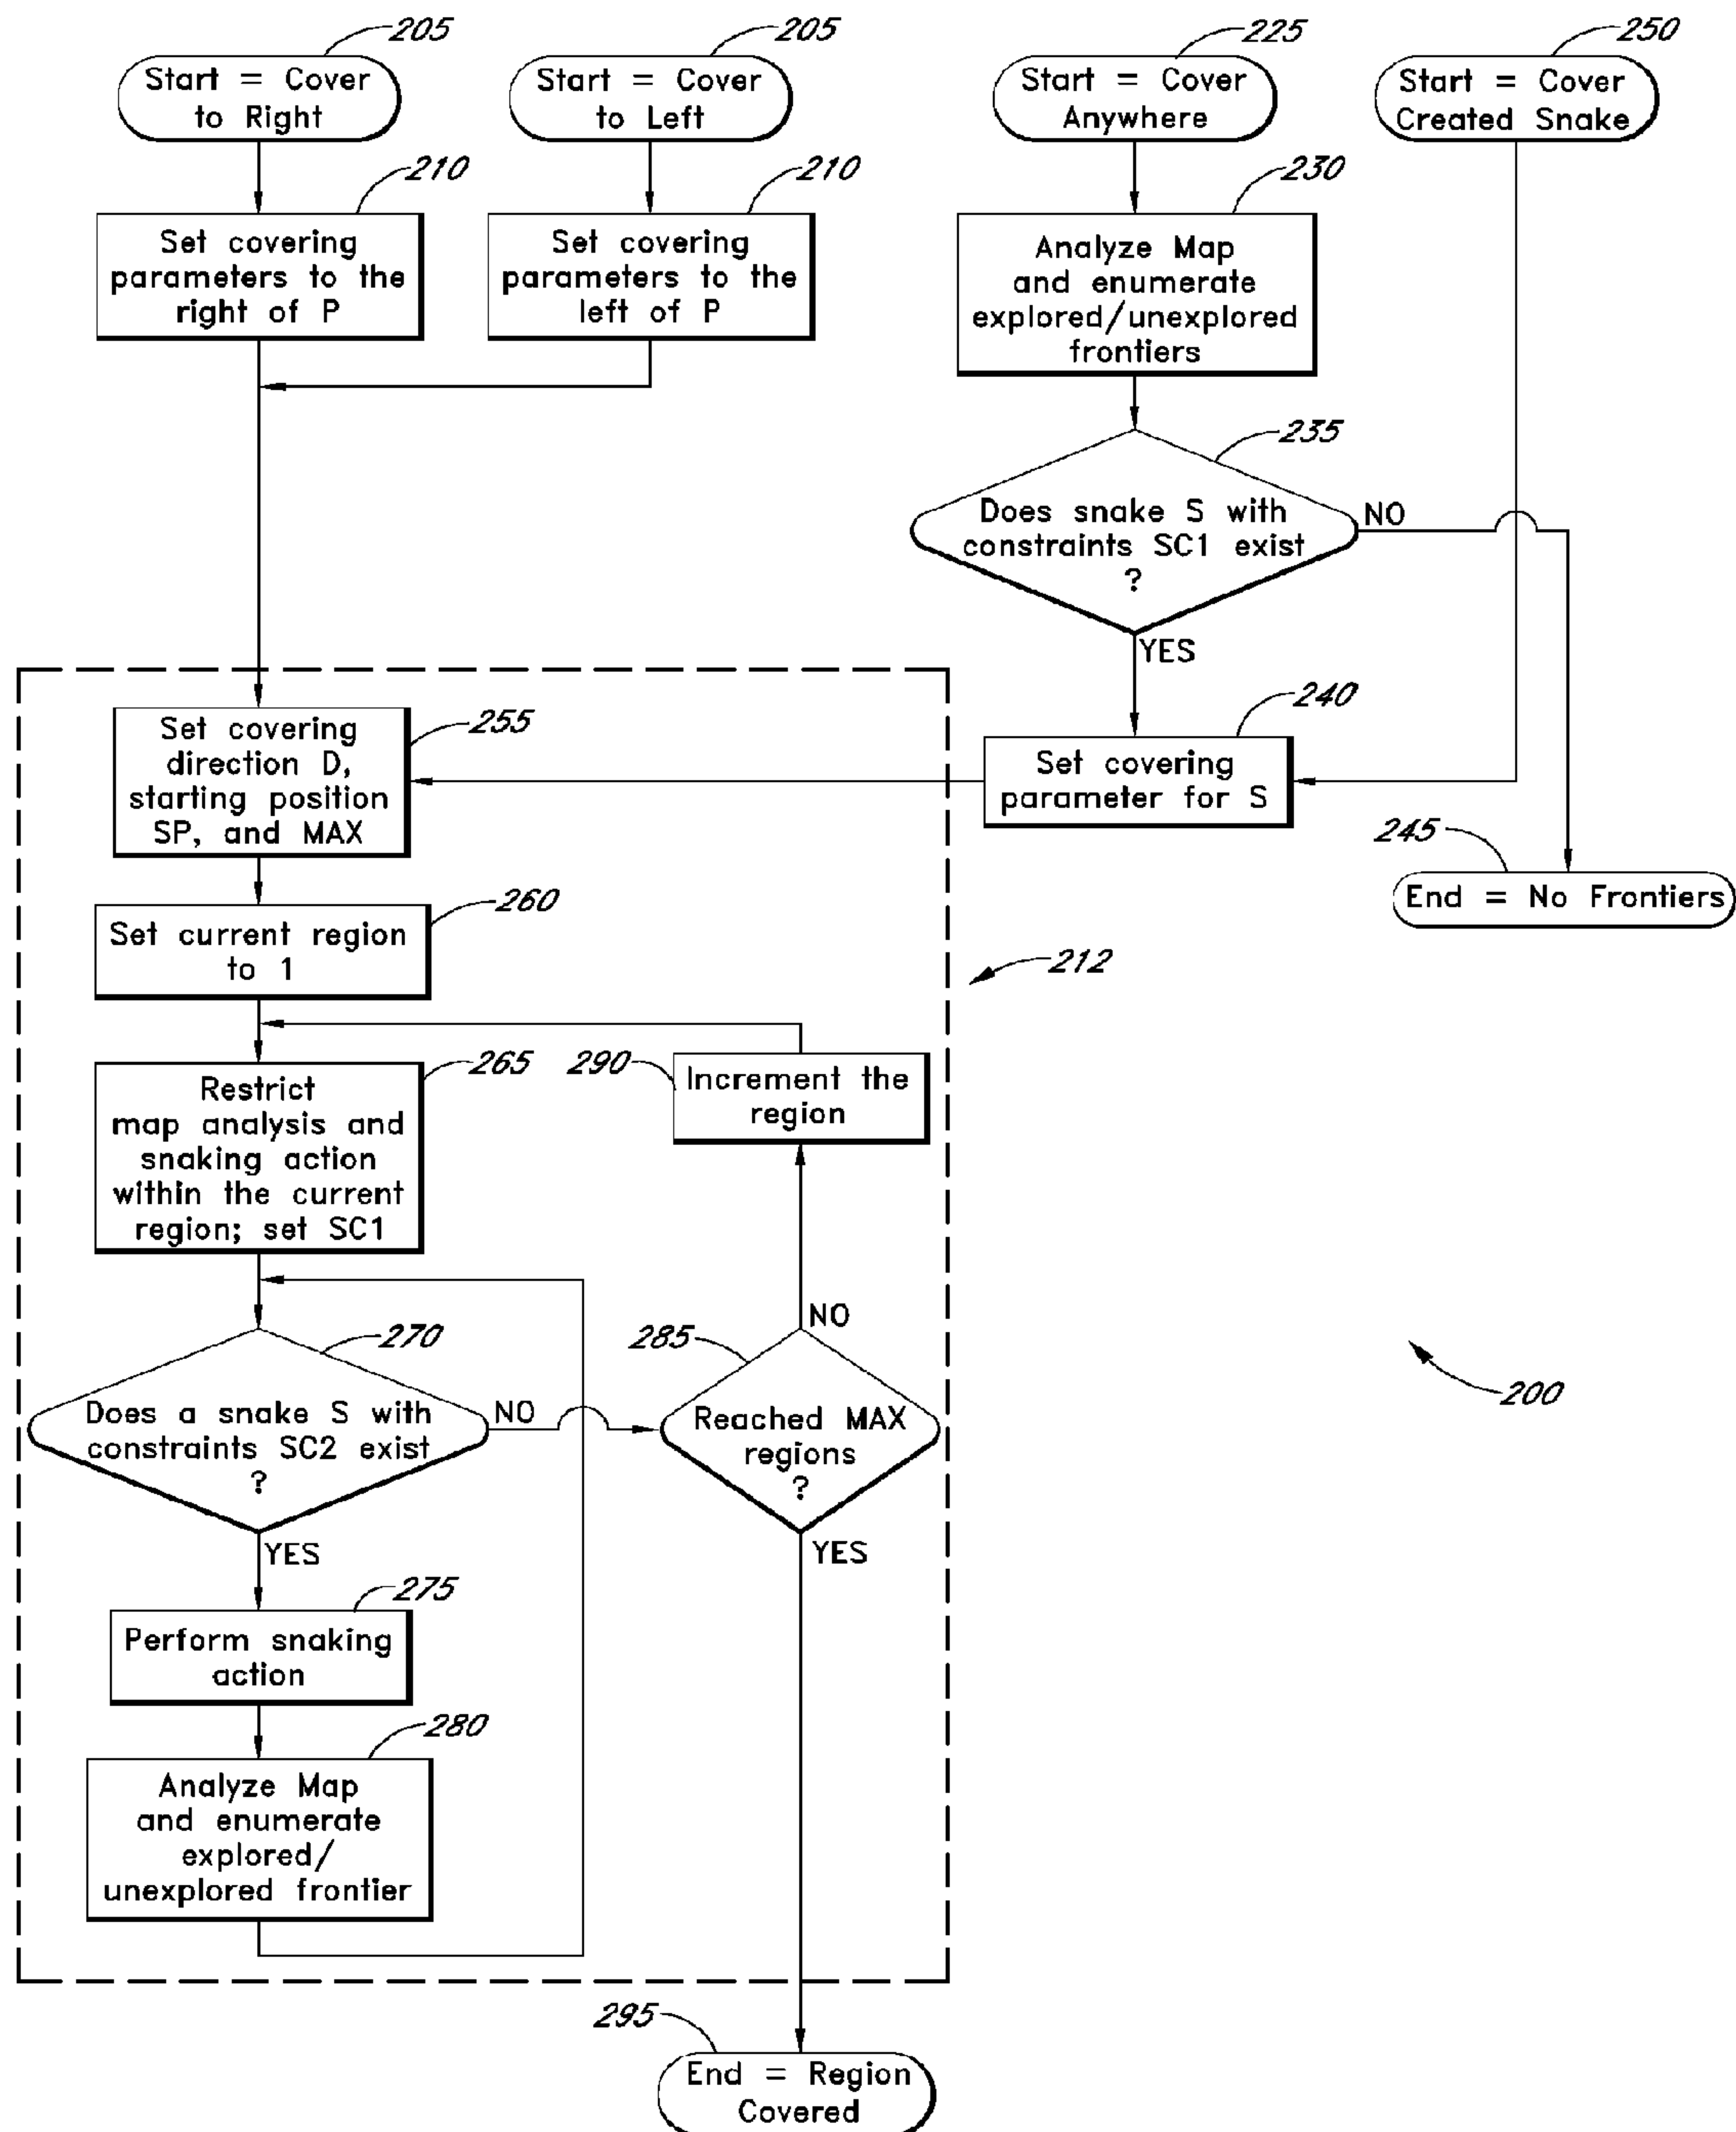 205
Start = Cover
to Right
205
Start = Cover
to Left
225
Start = Cover
Anywhere
250
Start = Cover
Created Snake
210
Set covering
parameters to the
right of P
210
Set covering
parameters to the
left of P
230
Analyze Map
and enumerate
explored/unexplored
frontiers
235
Does snake S with
constraints SC1 exist
?
NO
YES
240
Set covering
parameter for S
245
End = No Frontiers
255
Set covering
direction D,
starting position
SP, and MAX
260
Set current region
to 1
212
265
Restrict
map analysis and
snaking action
within the current
region; set SC1
290
Increment the
region
270
Does a snake S with
constraints SC2 exist
?
NO
YES
285
NO
Reached MAX
regions
?
YES
200
275
Perform snaking
action
280
Analyze Map
and enumerate
explored/
unexplored frontier
295
End = Region
Covered